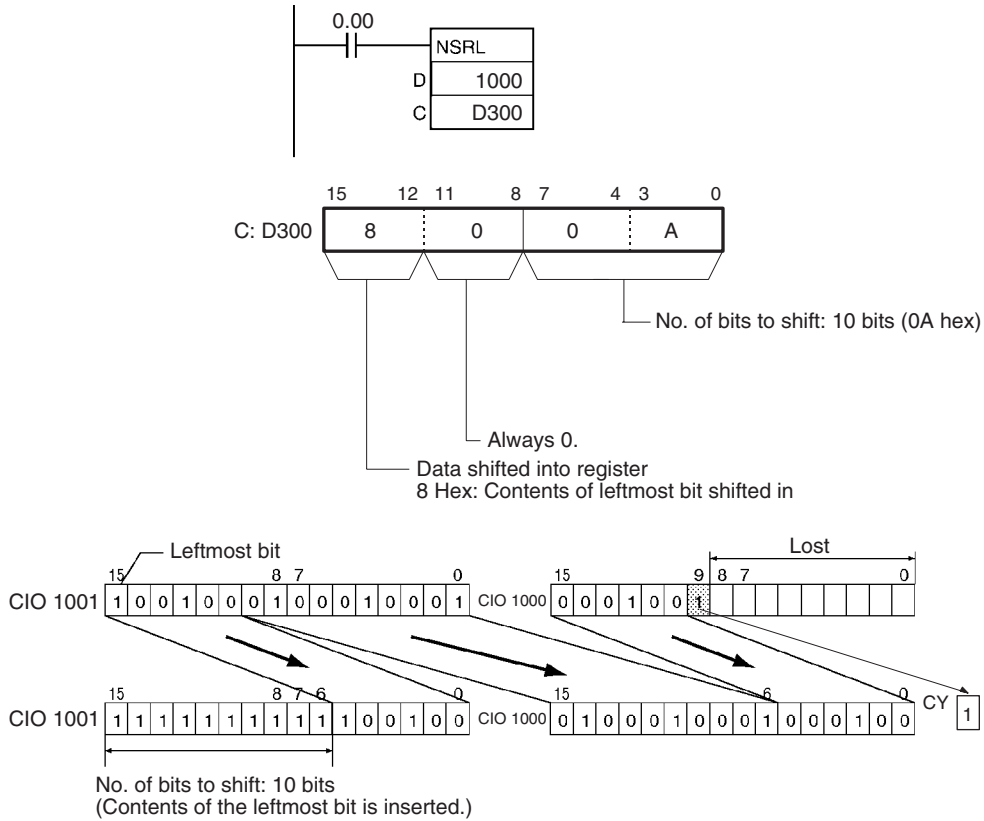 0.00
NSRL
D 1000
C D300
15 12 11 8 7 4 3 0
C: D300 8 0 0 A
No. of bits to shift: 10 bits (0A hex)
Always 0.
Data shifted into register
8 Hex: Contents of leftmost bit shifted in
Leftmost bit
Lost
15 8 7 0 15 9 8 7 0
CIO 1001 1 0 0 1 0 0 0 1 0 0 0 1 0 0 0 1 CIO 1000 0 0 0 1 0 0 1
15 8 7 6 0 15 6 0
CIO 1001 1 1 1 1 1 1 1 1 1 1 1 0 0 1 0 0 CIO 1000 0 1 0 0 0 1 0 0 0 1 0 0 0 1 0 0 CY 1
No. of bits to shift: 10 bits
(Contents of the leftmost bit is inserted.)